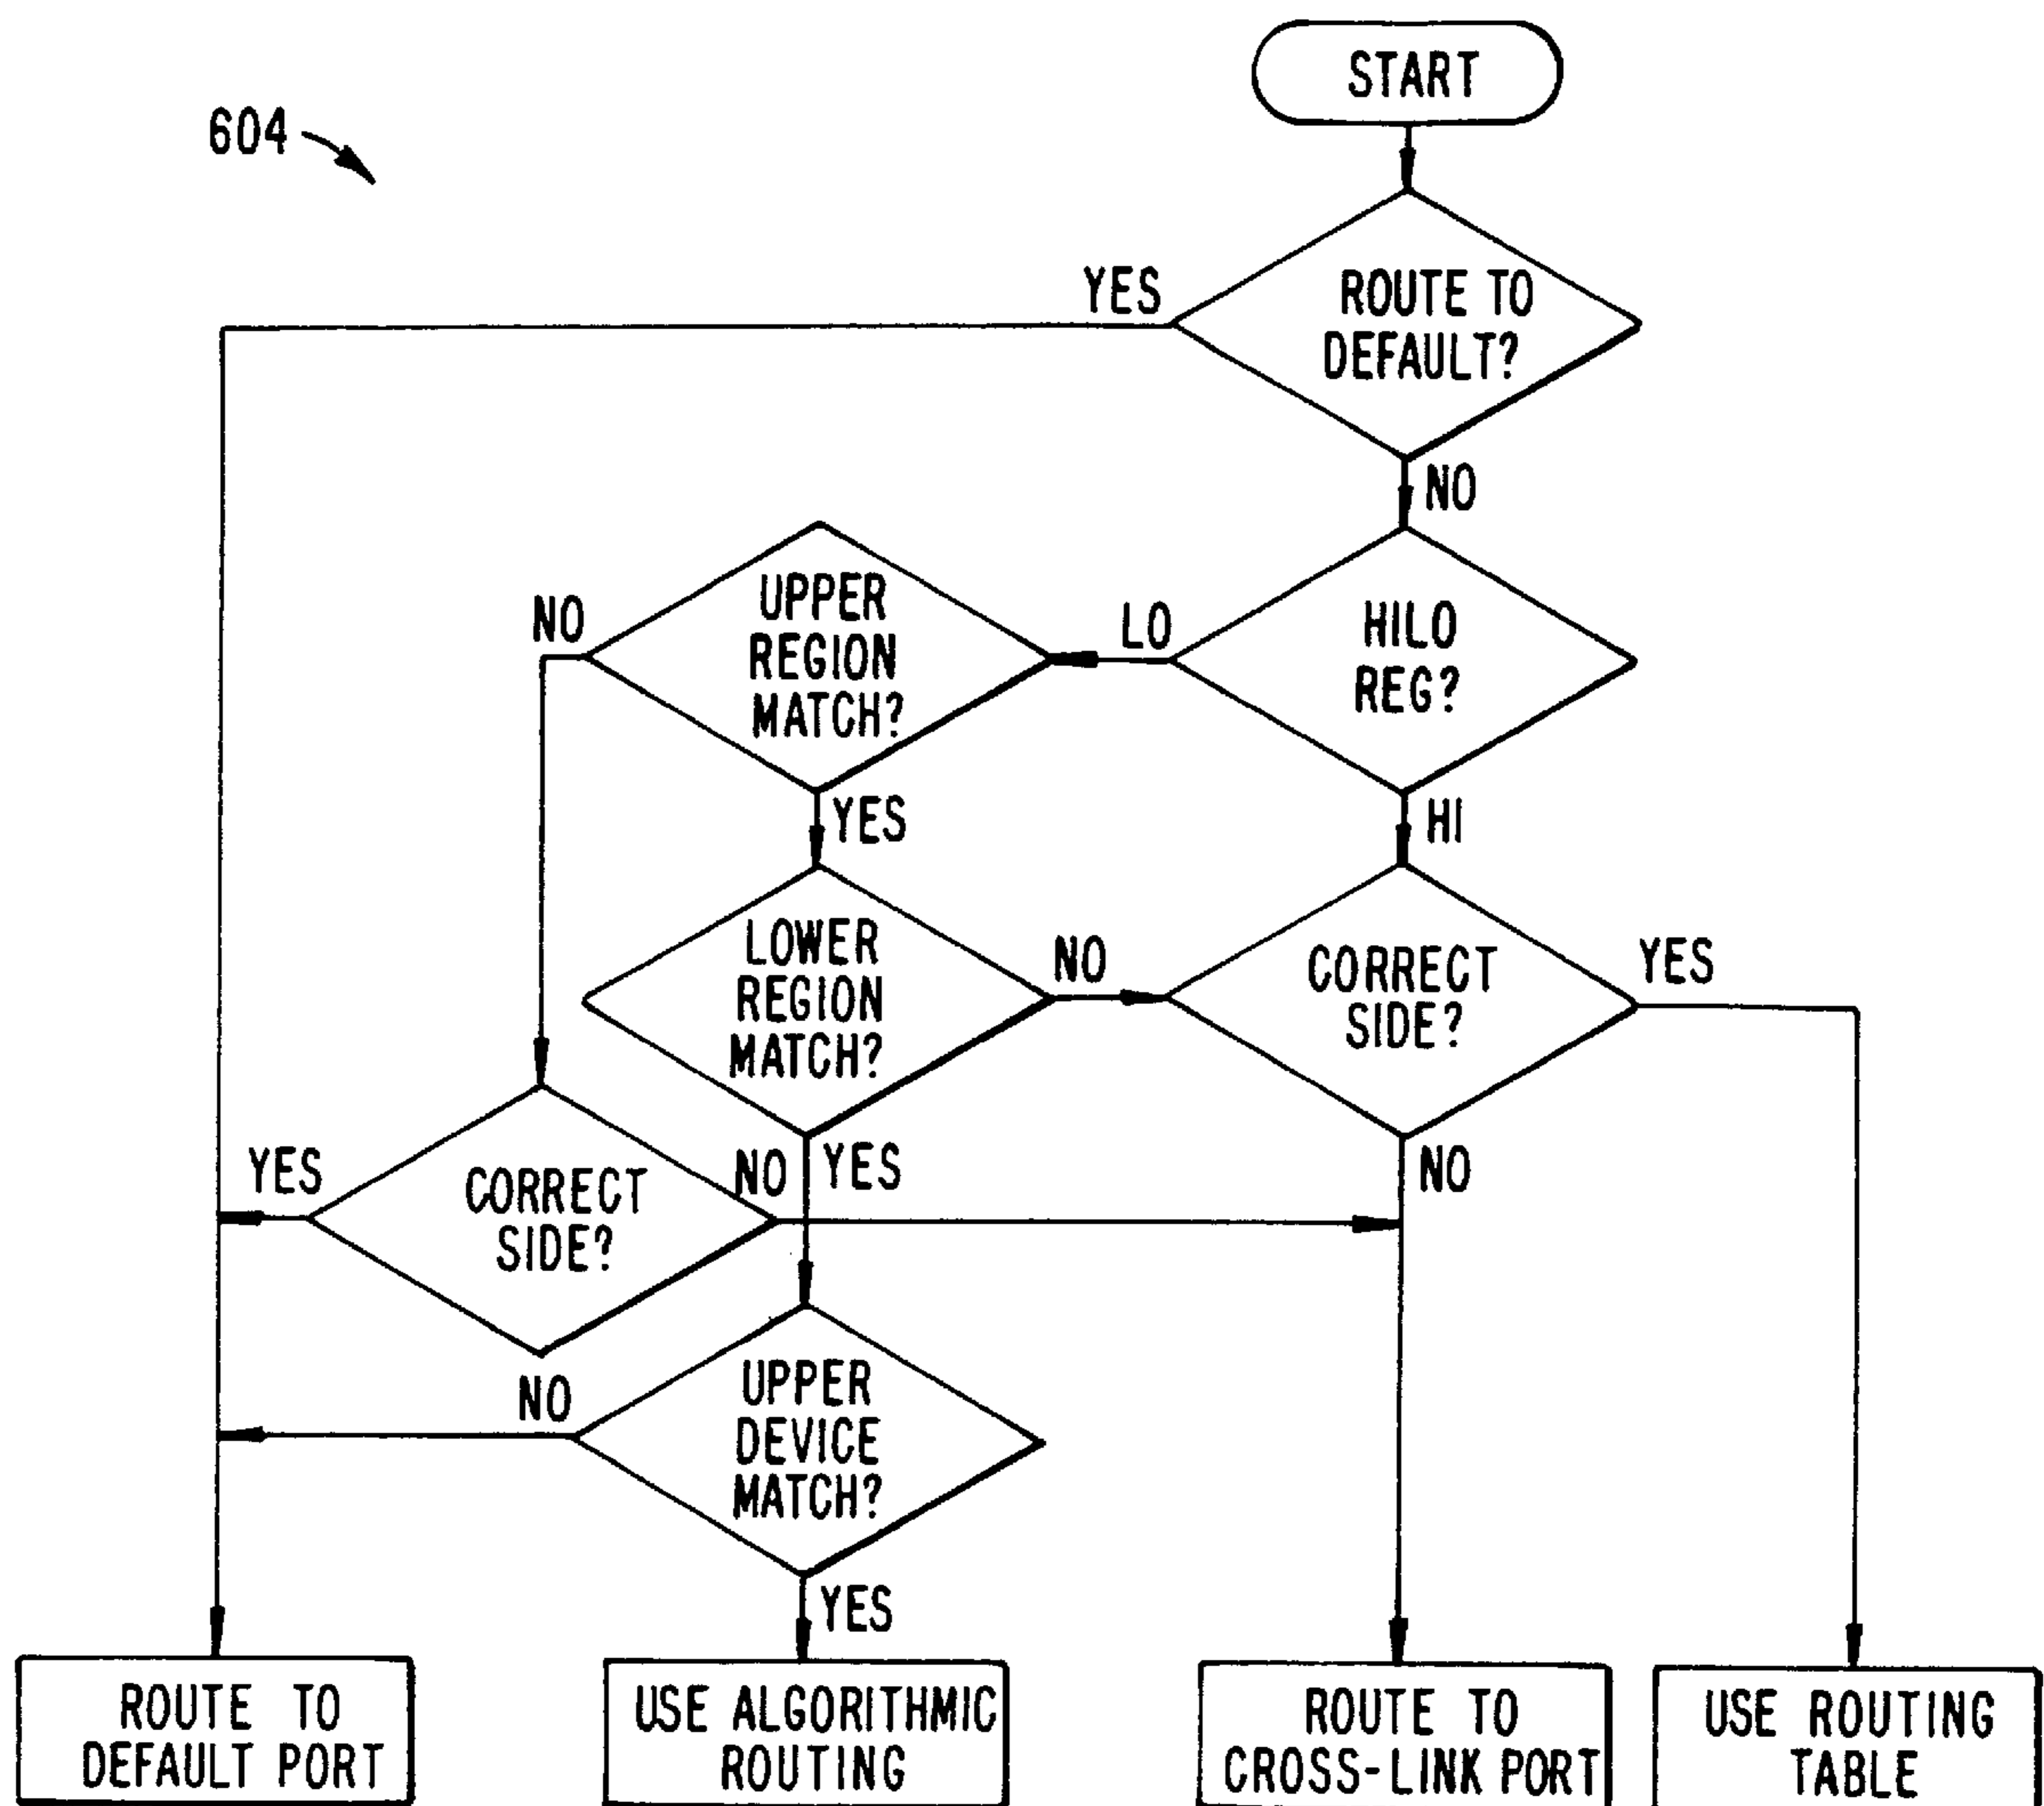 START
604
YES
ROUTE TO
DEFAULT?
NO
NO
UPPER
REGION
MATCH?
LO
HILO
REG?
YES
HI
LOWER
REGION
MATCH?
NO
CORRECT
SIDE?
YES
YES
CORRECT
SIDE?
NO
YES
NO
NO
UPPER
DEVICE
MATCH?
YES
ROUTE TO
DEFAULT PORT
USE ALGORITHMIC
ROUTING
ROUTE TO
CROSS-LINK PORT
USE ROUTING
TABLE